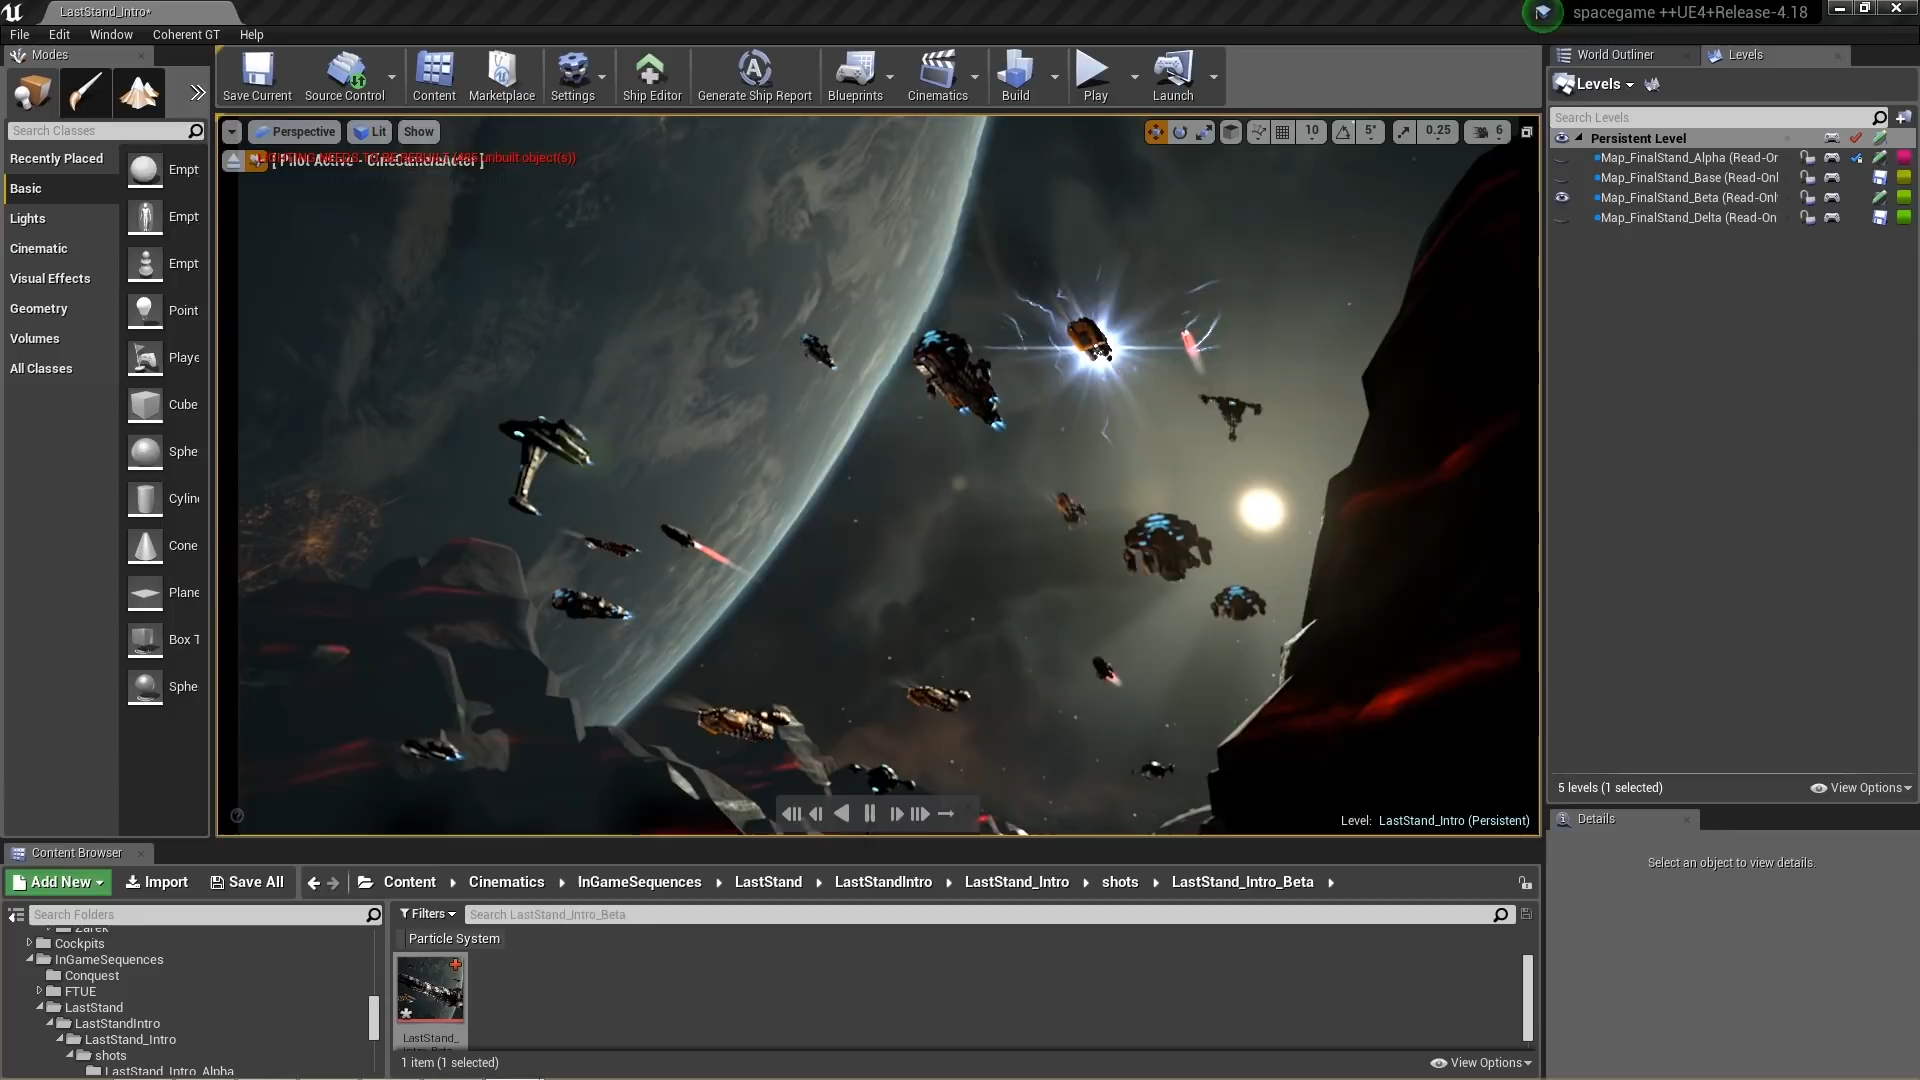 LastStand_Intro*
spacegame ++UE4+Release-4.18
File Edit Window Coherent GT Help
Modes
World Outliner
Levels
Save Current
Source Control
Content
Marketplace
Settings
Ship Editor
Generate Ship Report
Blueprints
Cinematics
Build
Play
Launch
Levels
Search Classes
Search Levels
Perspective
Lit
Show
10
5°
0.25
6
[ Pilot Active - CineCameraActor ]
Recently Placed
Basic
Lights
Cinematic
Visual Effects
Geometry
Volumes
All Classes
Empt
Empt
Empt
Point
Playe
Cube
Sphe
Cylin
Cone
Plane
Box T
Sphe
Persistent Level
Map_FinalStand_Alpha (Read-Or
Map_FinalStand_Base (Read-Onl
Map_FinalStand_Beta (Read-Onl
Map_FinalStand_Delta (Read-On
5 levels (1 selected)
View Options
Level: LastStand_Intro (Persistent)
Details
Select an object to view details.
Content Browser
Add New
Import
Save All
Content
Cinematics
InGameSequences
LastStand
LastStandIntro
LastStand_Intro
shots
LastStand_Intro_Beta
Search Folders
Filters
Search LastStand_Intro_Beta
Zarek
Cockpits
InGameSequences
Conquest
FTUE
LastStand
LastStandIntro
LastStand_Intro
shots
LastStand_Intro_Alpha
Particle System
LastStand_
1 item (1 selected)
View Options